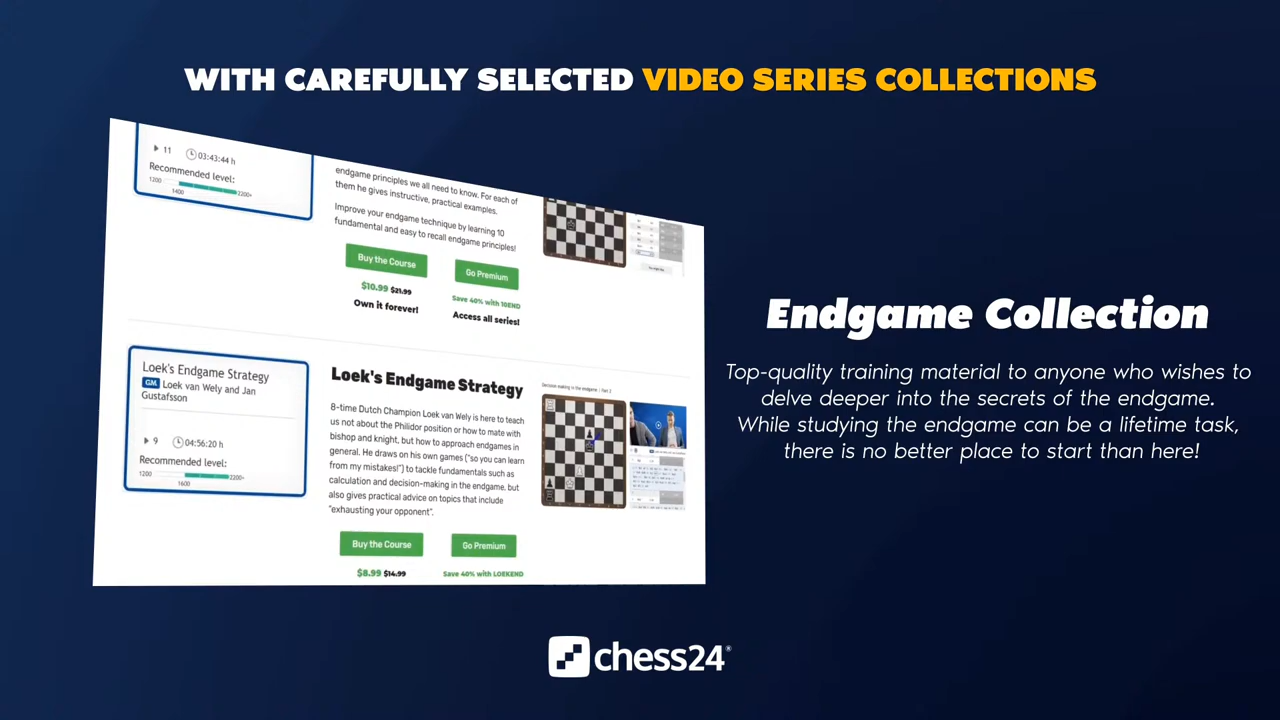 WITH CAREFULLY SELECTED VIDEO SERIES COLLECTIONS
11 03:43:44 h
Recommended level:
1200 2200+
1400
endgame principles we all need to know. For each of
them he gives instructive, practical examples.
Improve your endgame technique by learning 10
fundamental and easy to recall endgame principles!
Buy the Course
Go Premium
$10.99 $21.99
Save 40% with 10END
Own it forever!
Access all series!
Loek's Endgame Strategy
GM Loek van Wely and Jan
Gustafsson
9 04:56:20 h
Recommended level:
1200 2200+
1600
Loek's Endgame Strategy
8-time Dutch Champion Loek van Wely is here to teach
us not about the Philidor position or how to mate with
bishop and knight, but how to approach endgames in
general. He draws on his own games ("so you can learn
from my mistakes!") to tackle fundamentals such as
calculation and decision-making in the endgame, but
also gives practical advice on topics that include
"exhausting your opponent".
Buy the Course
Go Premium
$8.99 $14.99
Save 40% with LOEKEND
Decision making in the endgame | Part 2
Endgame Collection
Top-quality training material to anyone who wishes to
delve deeper into the secrets of the endgame.
While studying the endgame can be a lifetime task,
there is no better place to start than here!
chess24®